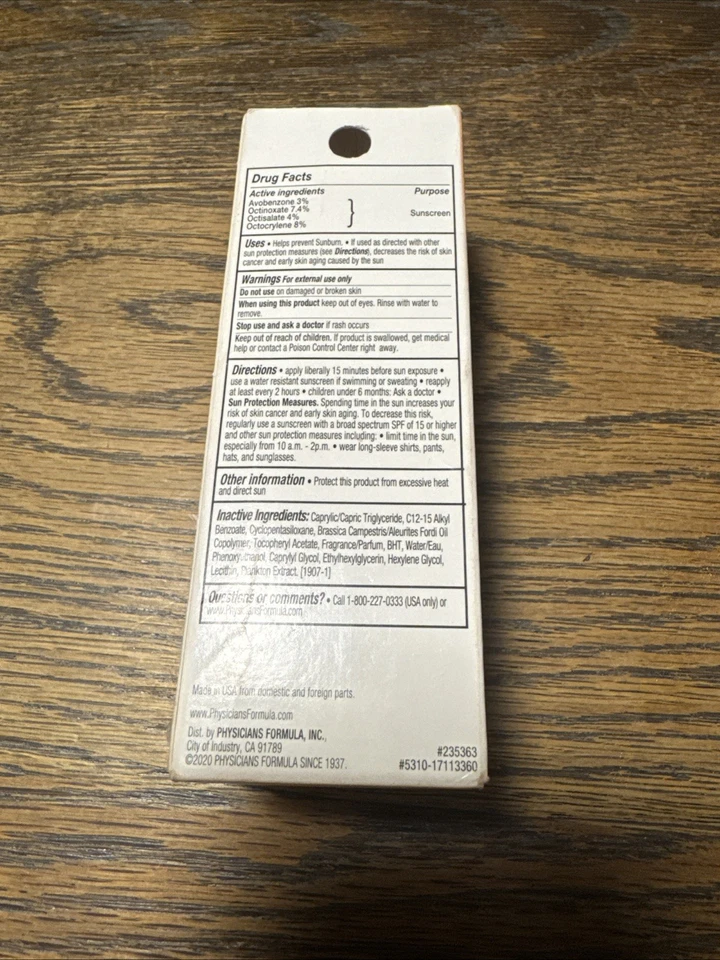 Drug Facts
Active ingredients Purpose
Avobenzone 3%
Octinoxate 7.4%
Octisalate 4%
Octocrylene 8%
Sunscreen
Uses • Helps prevent Sunburn. • If used as directed with other
sun protection measures (see Directions), decreases the risk of skin
cancer and early skin aging caused by the sun
Warnings For external use only
Do not use on damaged or broken skin
When using this product keep out of eyes. Rinse with water to
remove.
Stop use and ask a doctor if rash occurs
Keep out of reach of children. If product is swallowed, get medical
help or contact a Poison Control Center right away.
Directions • apply liberally 15 minutes before sun exposure •
use a water resistant sunscreen if swimming or sweating • reapply
at least every 2 hours • children under 6 months: Ask a doctor •
Sun Protection Measures. Spending time in the sun increases your
risk of skin cancer and early skin aging. To decrease this risk,
regularly use a sunscreen with a broad spectrum SPF of 15 or higher
and other sun protection measures including: • limit time in the sun,
especially from 10 a.m. - 2p.m. • wear long-sleeve shirts, pants,
hats, and sunglasses.
Other information • Protect this product from excessive heat
and direct sun
Inactive Ingredients: Caprylic/Capric Triglyceride, C12-15 Alkyl
Benzoate, Cyclopentasiloxane, Brassica Campestris/Aleurites Fordi Oil
Copolymer, Tocopheryl Acetate, Fragrance/Parfum, BHT, Water/Eau,
Phenoxyethanol, Caprylyl Glycol, Ethylhexylglycerin, Hexylene Glycol,
Lecithin, Plankton Extract. [1907-1]
Questions or comments? • Call 1-800-227-0333 (USA only) or
www.PhysiciansFormula.com
Made in USA from domestic and foreign parts.
www.PhysiciansFormula.com
Dist. by PHYSICIANS FORMULA, INC.,
City of Industry, CA 91789
©2020 PHYSICIANS FORMULA SINCE 1937.
#235363
#5310-17113360